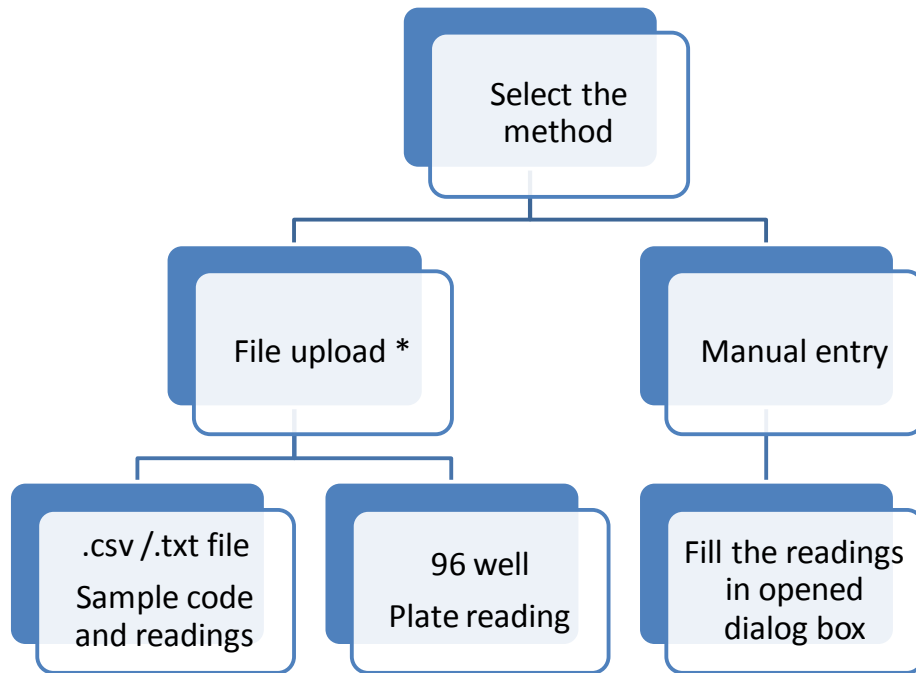 Select the
method
File upload *
Manual entry
.csv /.txt file
Sample code
and readings
96 well
Plate reading
Fill the readings
in opened
dialog box